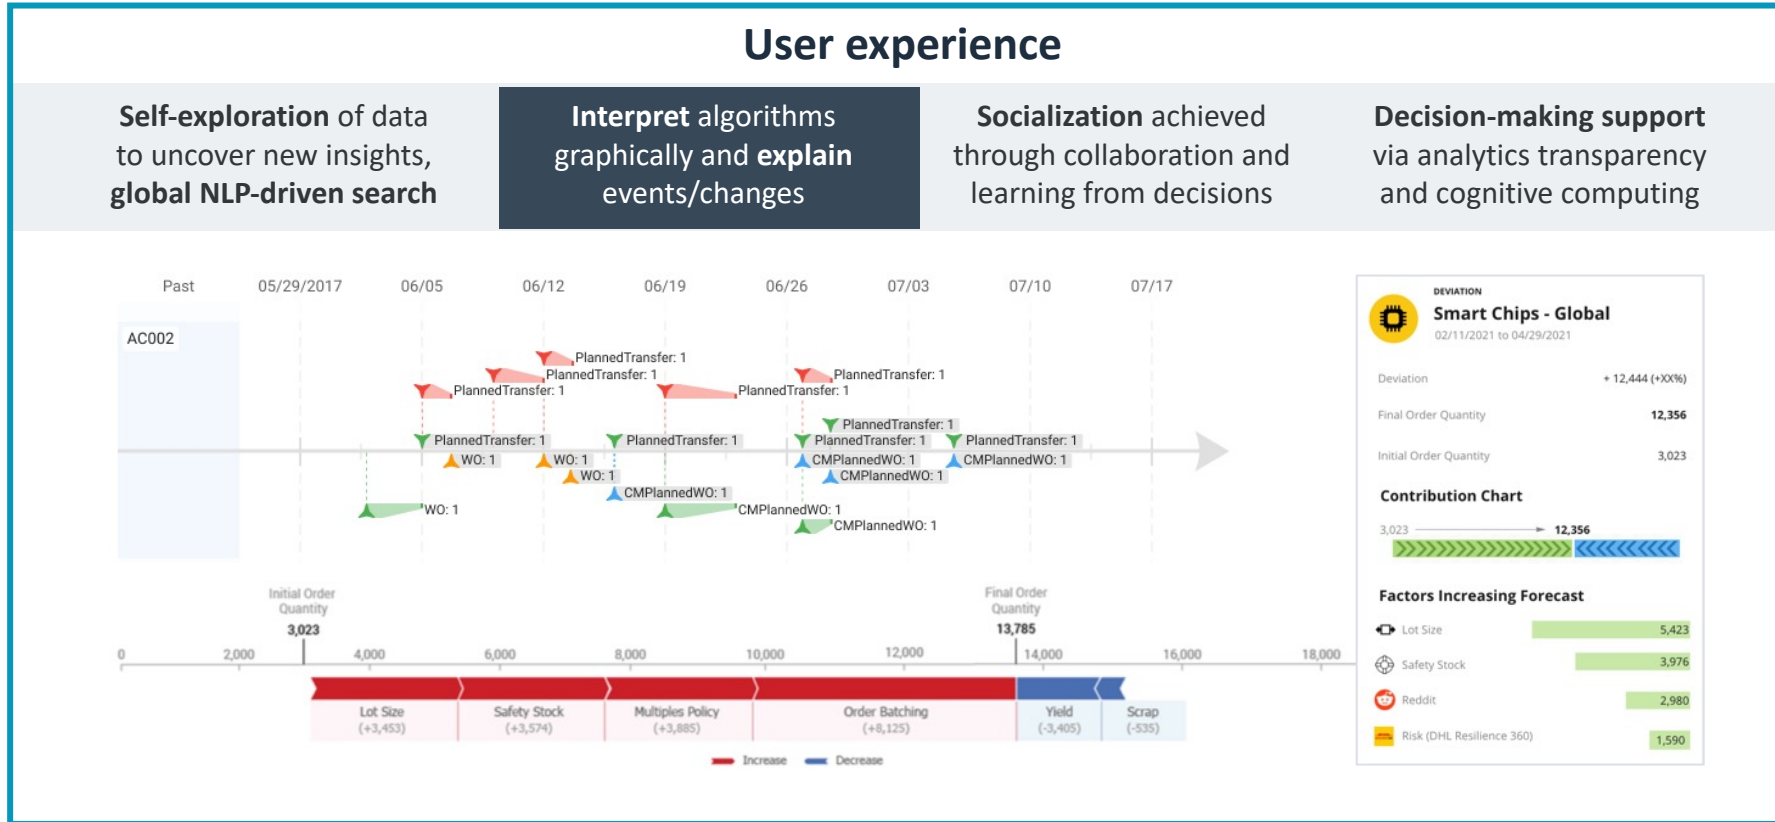 User experience
Self-exploration of data
to uncover new insights,
global NLP-driven search
Interpret algorithms
graphically and explain
events/changes
Socialization achieved
through collaboration and
learning from decisions
Decision-making support
via analytics transparency
and cognitive computing
Past 05/29/2017 06/05 06/12 06/19 06/26 07/03 07/10 07/17
AC002
PlannedTransfer: 1
PlannedTransfer: 1
PlannedTransfer: 1
PlannedTransfer: 1
PlannedTransfer: 1
PlannedTransfer: 1
PlannedTransfer: 1
PlannedTransfer: 1
PlannedTransfer: 1
PlannedTransfer: 1
WO: 1
WO: 1
CMPlannedWO: 1
CMPlannedWO: 1
WO: 1
CMPlannedWO: 1
CMPlannedWO: 1
WO: 1
CMPlannedWO: 1
CMPlannedWO: 1
Initial Order
Quantity
3,023
Final Order
Quantity
13,785
0 2,000 4,000 6,000 8,000 10,000 12,000 14,000 16,000 18,000
Lot Size
(+3,453)
Safety Stock
(+3,574)
Multiples Policy
(+3,885)
Order Batching
(+8,125)
Yield
(-3,405)
Scrap
(-535)
Increase Decrease
DEVIATION
Smart Chips - Global
02/11/2021 to 04/29/2021
Deviation + 12,444 (+XX%)
Final Order Quantity 12,356
Initial Order Quantity 3,023
Contribution Chart
3,023 12,356
Factors Increasing Forecast
Lot Size 5,423
Safety Stock 3,976
Reddit 2,980
Risk (DHL Resilience 360) 1,590